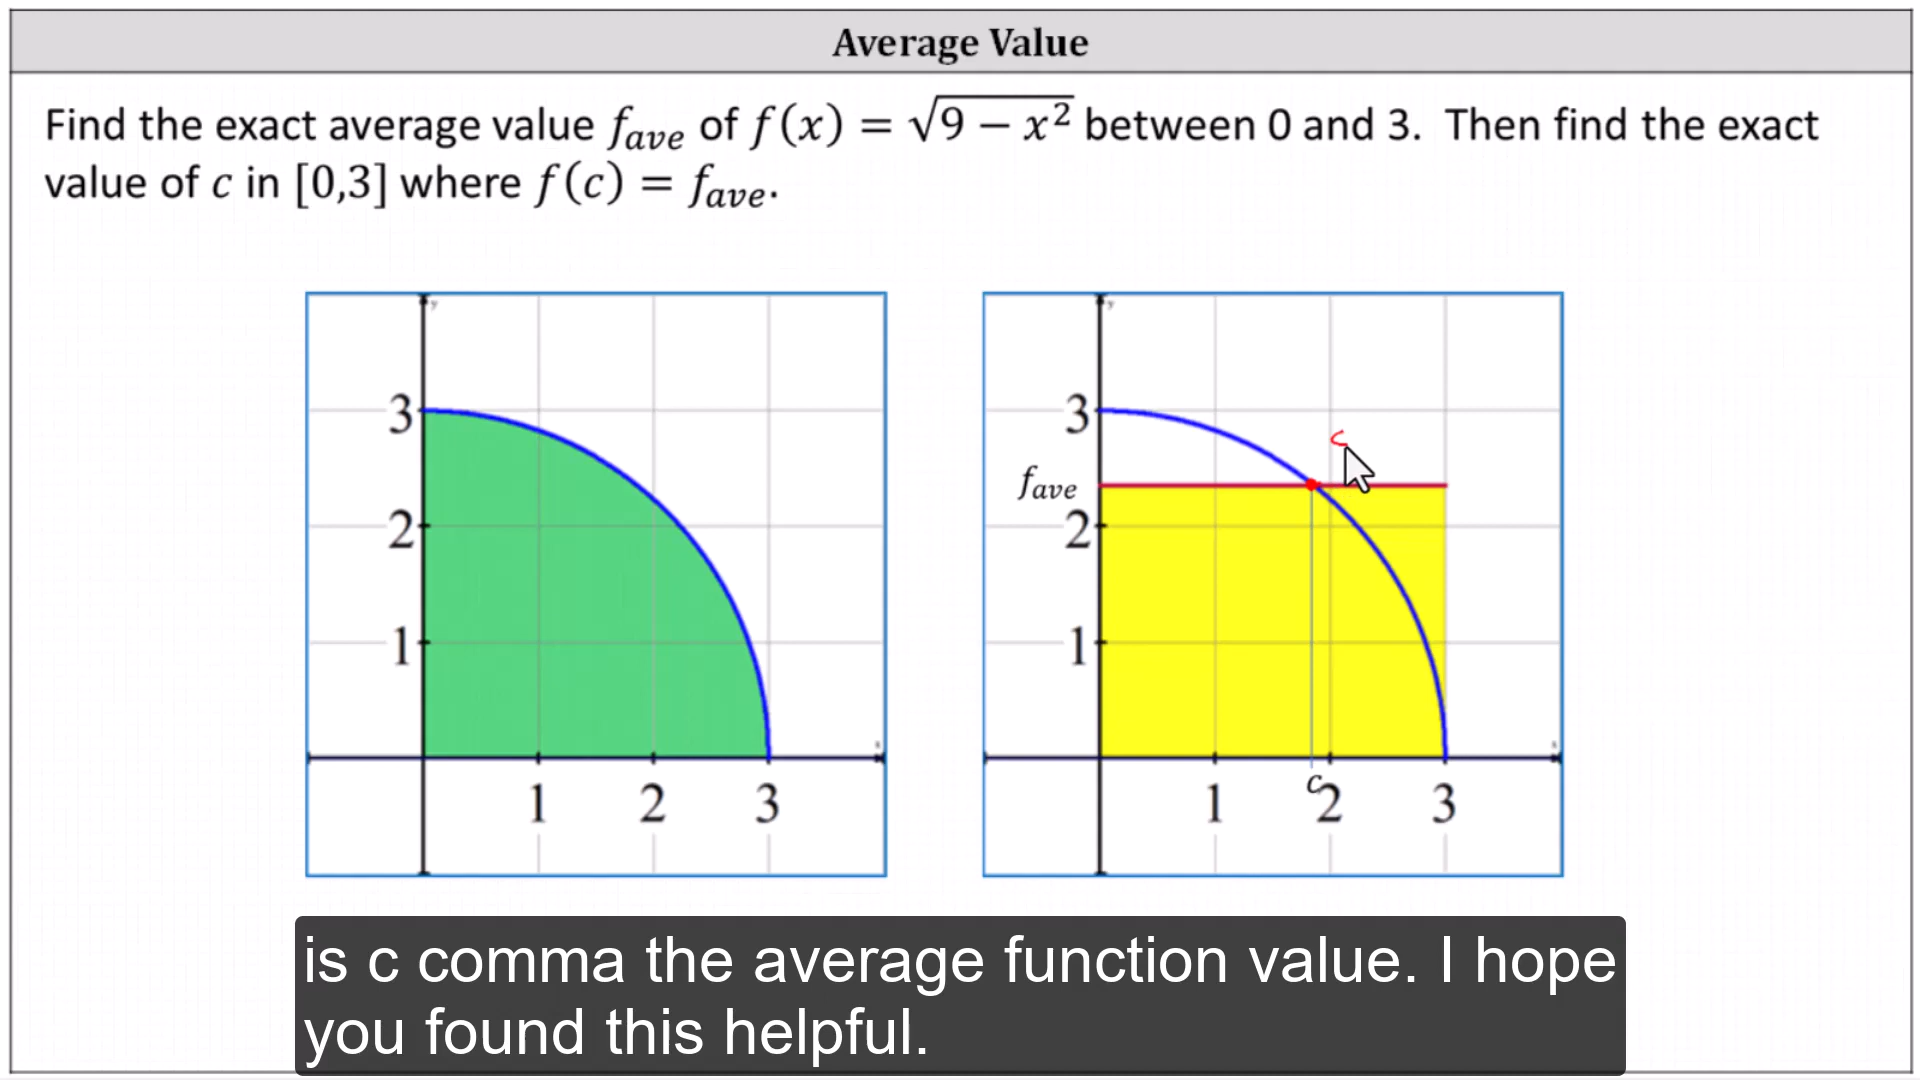 Average Value
Find the exact average value f_ave of f(x) = √(9 − x²) between 0 and 3. Then find the exact
value of c in [0,3] where f(c) = f_ave.
y
3
2
1
1 2 3
y
3
c
f_ave
2
1
c
1 2 3
is c comma the average function value. I hope
you found this helpful.